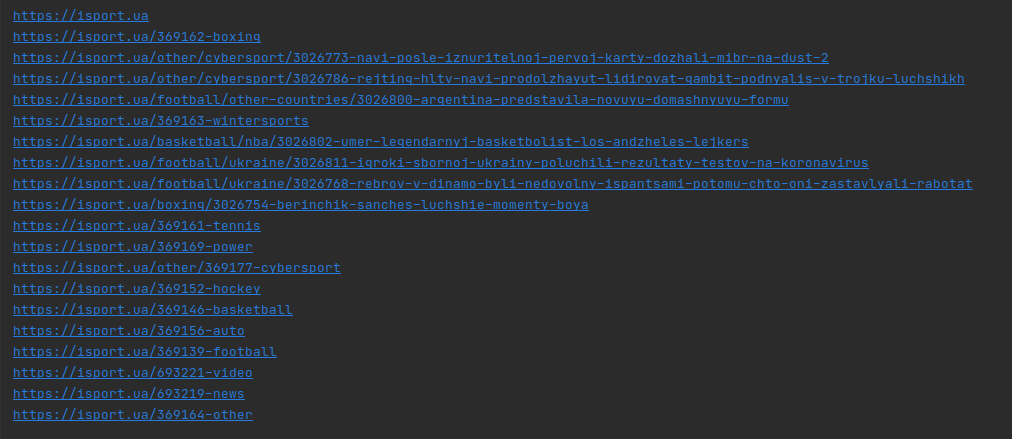 https://isport.ua
https://isport.ua/369162-boxing
https://isport.ua/other/cybersport/3026773-navi-posle-iznuritelnoj-pervoj-karty-dozhali-mibr-na-dust-2
https://isport.ua/other/cybersport/3026786-rejting-hltv-navi-prodolzhayut-lidirovat-gambit-podnyalis-v-trojku-luchshikh
https://isport.ua/football/other-countries/3026800-argentina-predstavila-novuyu-domashnyuyu-formu
https://isport.ua/369163-wintersports
https://isport.ua/basketball/nba/3026802-umer-legendarnyj-basketbolist-los-andzheles-lejkers
https://isport.ua/football/ukraine/3026811-igroki-sbornoj-ukrainy-poluchili-rezultaty-testov-na-koronavirus
https://isport.ua/football/ukraine/3026768-rebrov-v-dinamo-byli-nedovolny-ispantsami-potomu-chto-oni-zastavlyali-rabotat
https://isport.ua/boxing/3026754-berinchik-sanches-luchshie-momenty-boya
https://isport.ua/369161-tennis
https://isport.ua/369169-power
https://isport.ua/other/369177-cybersport
https://isport.ua/369152-hockey
https://isport.ua/369146-basketball
https://isport.ua/369156-auto
https://isport.ua/369139-football
https://isport.ua/693221-video
https://isport.ua/693219-news
https://isport.ua/369164-other